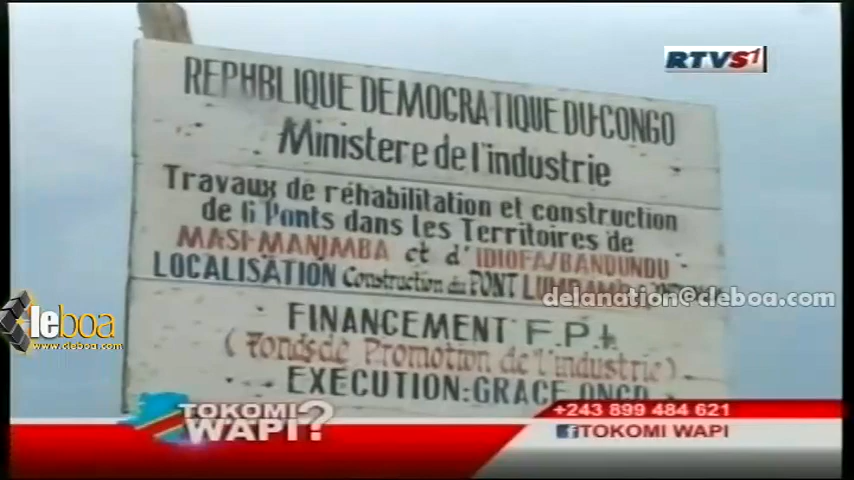 RTVS1
REPHBLIQUE DEMOCRATIQUE DU CONGO
Ministere de l'industrie
Travaux de réhabilitation et construction
de 6 Ponts dans les Territoires de
MASI-MANIMBA et d' IDIOFA/BANDUNDU
LOCALISATION Construction du PONT
delanation@cleboa.com
leboa
www.cleboa.com
FINANCEMENT F.P.I.
(Fonds de Promotion de l'industrie)
EXECUTION: GRACE ONGD
TOKOMI WAPI?
+243 899 484 621
TOKOMI WAPI